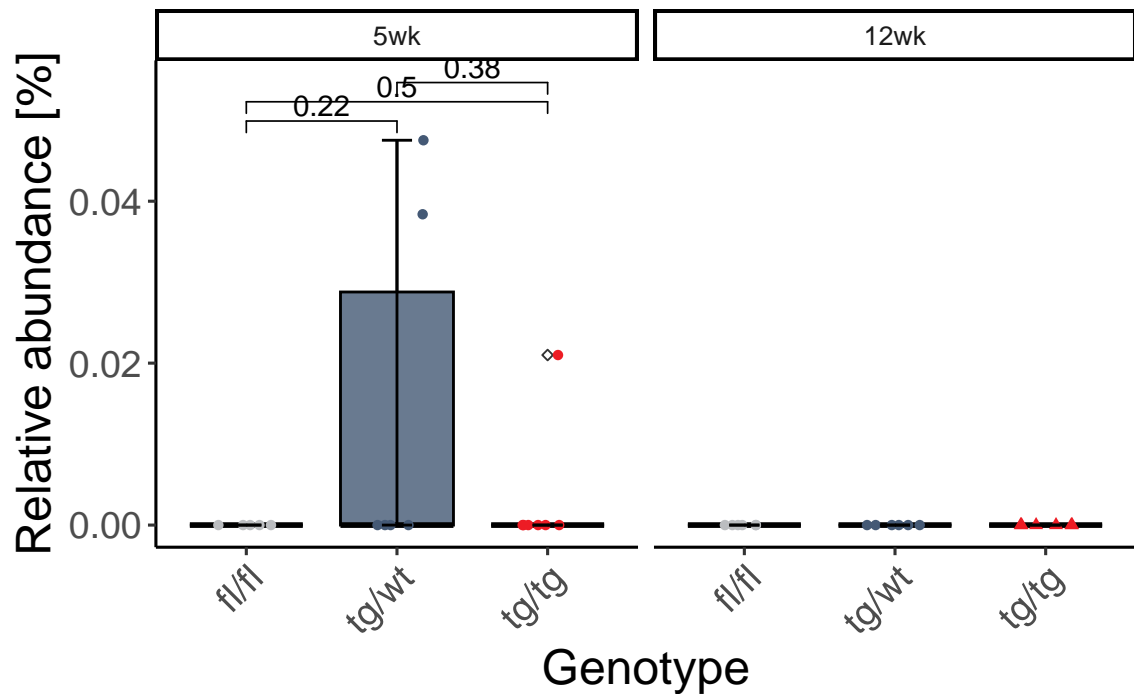 5wk
12wk
Relative abundance [%]
0.38
0.5
0.22
0.04
0.02
0.00
fl/fl
tg/wt
tg/tg
fl/fl
tg/wt
tg/tg
Genotype